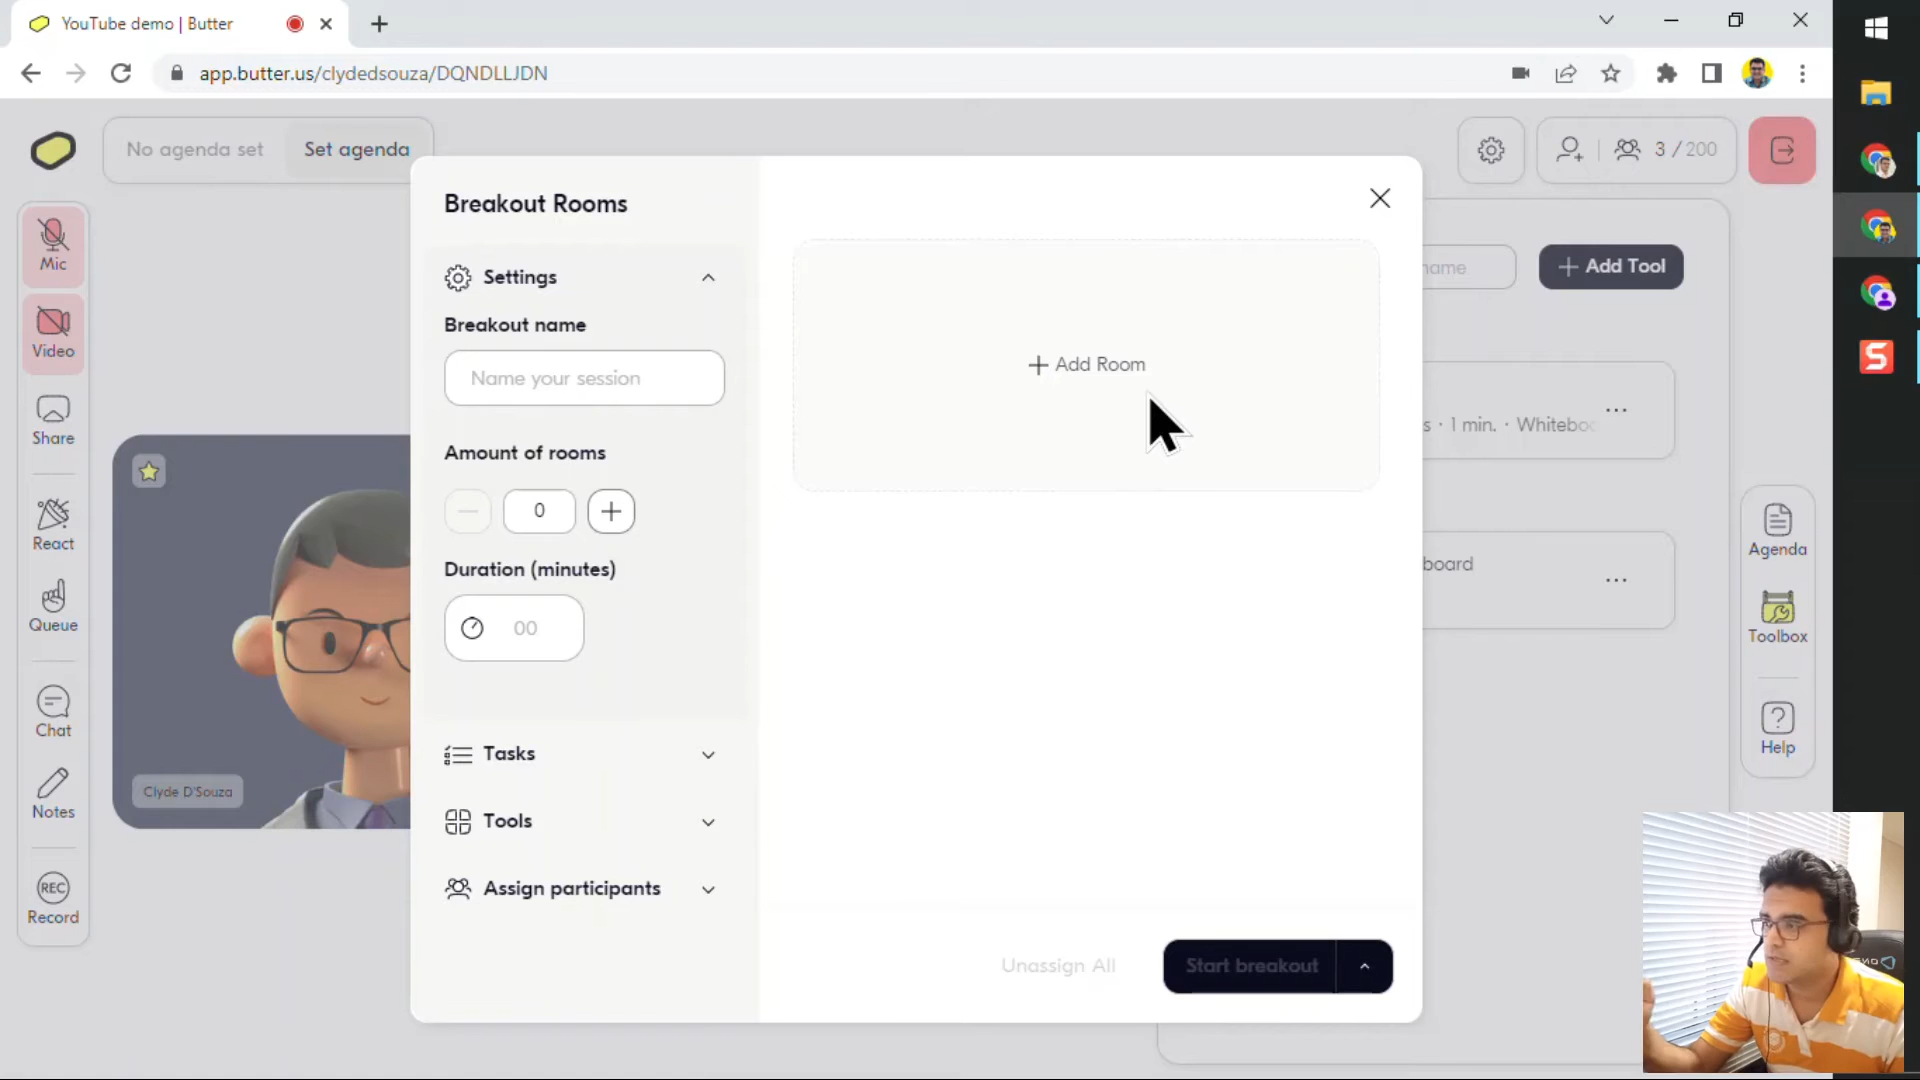 YouTube demo | Butter
app.butter.us/clydedsouza/DQNDLLJDN
No agenda set
Set agenda
3 / 200
Breakout Rooms
Mic
Settings
+ Add Tool
Breakout name
Video
Name your session
+ Add Room
Share
s · 1 min. ·
Amount of rooms
0
React
Agenda
Duration (minutes)
board
Queue
00
Toolbox
Chat
Tasks
Help
Clyde D'Souza
Notes
Tools
REC
Record
Assign participants
Unassign All
Start breakout